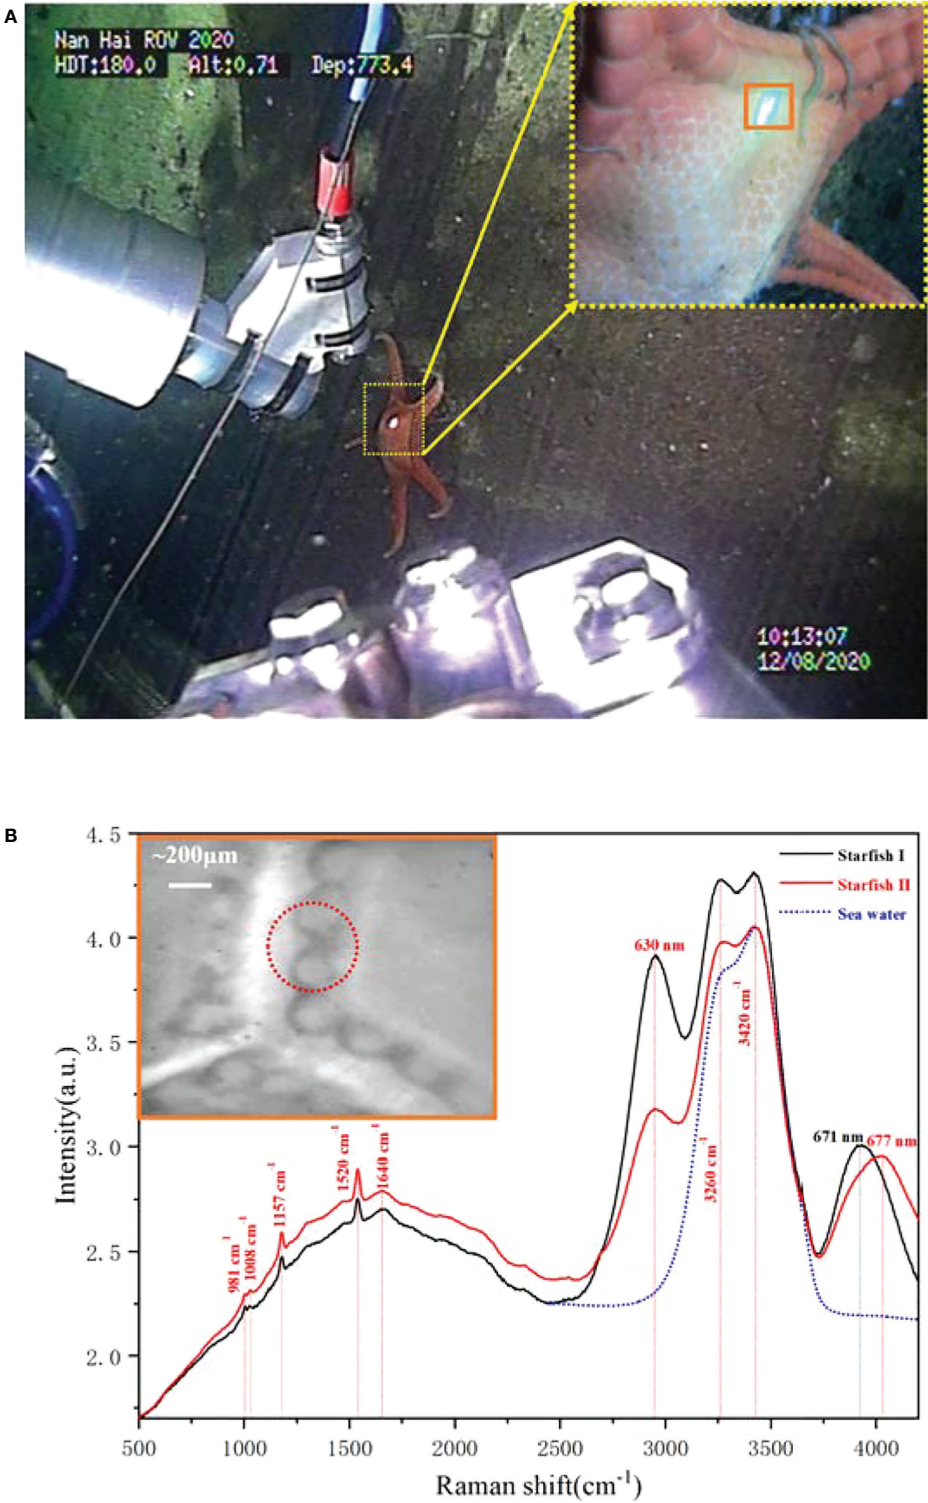 A
Nan Hai ROV 2020
HDT:180.0 Alt:0.71 Dep:773.4
10:13:07
12/08/2020
B
~200μm
Starfish I
Starfish II
Sea water
630 nm
3420 cm⁻¹
3260 cm⁻¹
671 nm
677 nm
981 cm⁻¹
1008 cm⁻¹
1157 cm⁻¹
1520 cm⁻¹
1640 cm⁻¹
4.5
4.0
3.5
3.0
2.5
2.0
Intensity(a.u.)
500 1000 1500 2000 2500 3000 3500 4000
Raman shift(cm⁻¹)